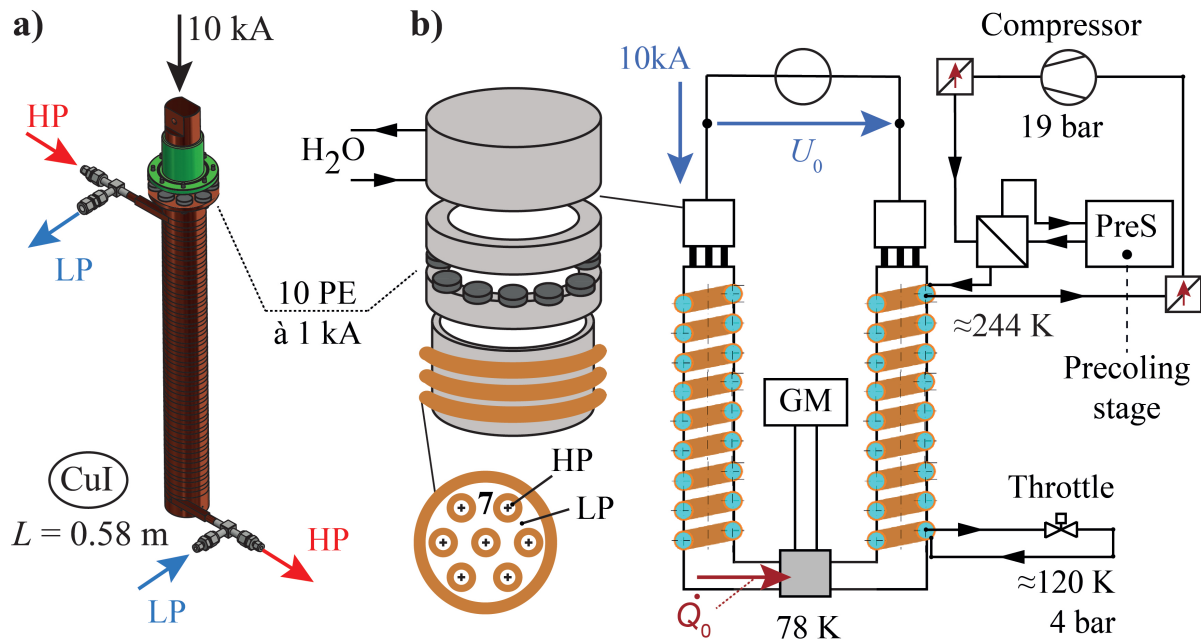 a)
10 kA
HP
LP
10 PE
à 1 kA
CuI
L = 0.58 m
HP
LP
b)
H₂O
7
HP
LP
10kA
U₀
Compressor
19 bar
PreS
≈244 K
Precoling
stage
GM
Throttle
≈120 K
4 bar
Q̇₀
78 K